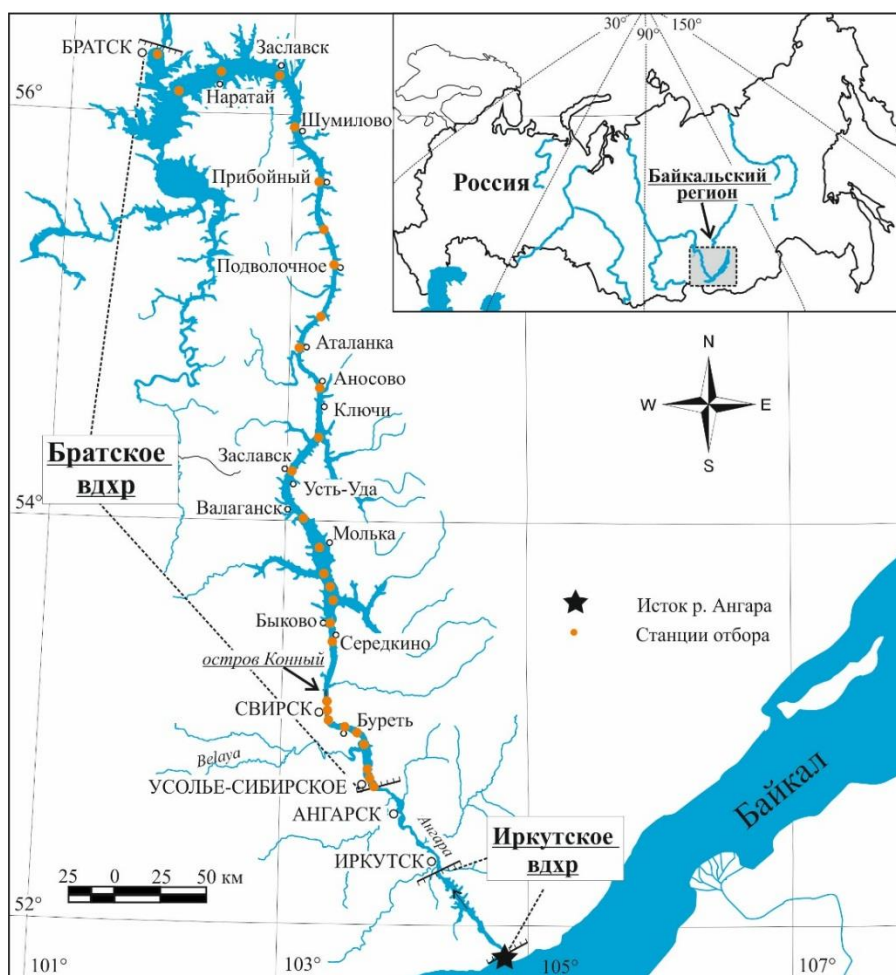 30°
90°
150°
Россия
Байкальский
регион
БРАТСК
Заславск
56°
Наратай
Шумилово
Прибойный
Подволочное
Аталанка
Аносово
Ключи
N
W
E
S
Братское
вдхр
Заславск
Усть-Уда
54°
Валаганск
Молька
Исток р. Ангара
Быково
Станции отбора
Середкино
остров Конный
СВИРСК
Буреть
Belaya
УСОЛЬЕ-СИБИРСКОЕ
АНГАРСК
Ангара
Байкал
ИРКУТСК
Иркутское
вдхр
25 0 25 50 км
52°
101°
103°
105°
107°